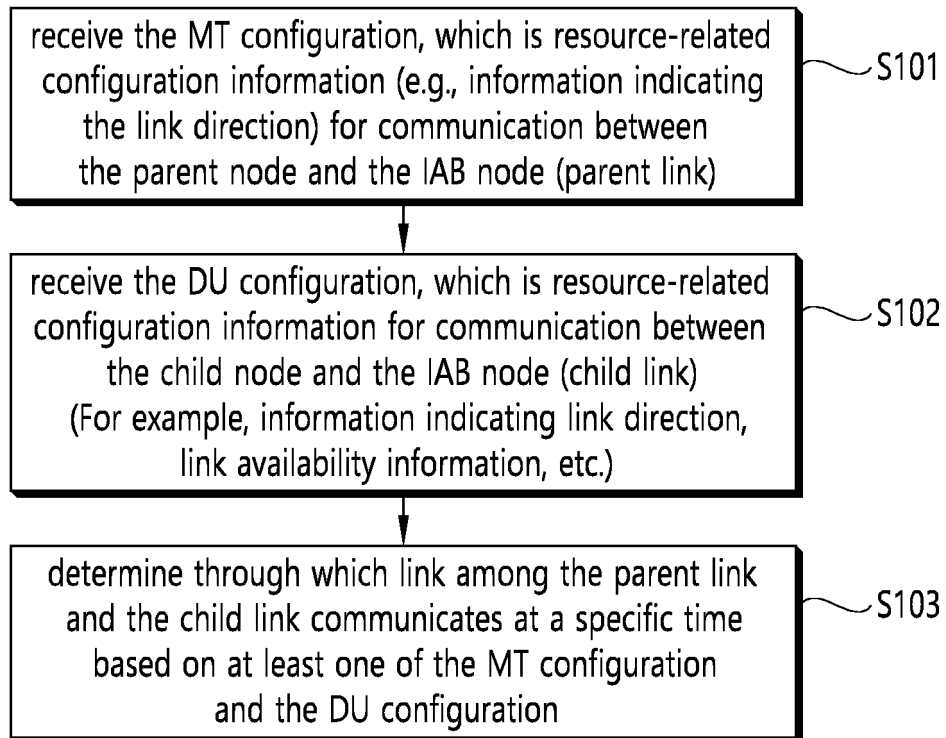 receive the MT configuration, which is resource-related
configuration information (e.g., information indicating
the link direction) for communication between
the parent node and the IAB node (parent link)
S101
receive the DU configuration, which is resource-related
configuration information for communication between
the child node and the IAB node (child link)
(For example, information indicating link direction,
link availability information, etc.)
S102
determine through which link among the parent link
and the child link communicates at a specific time
based on at least one of the MT configuration
and the DU configuration
S103